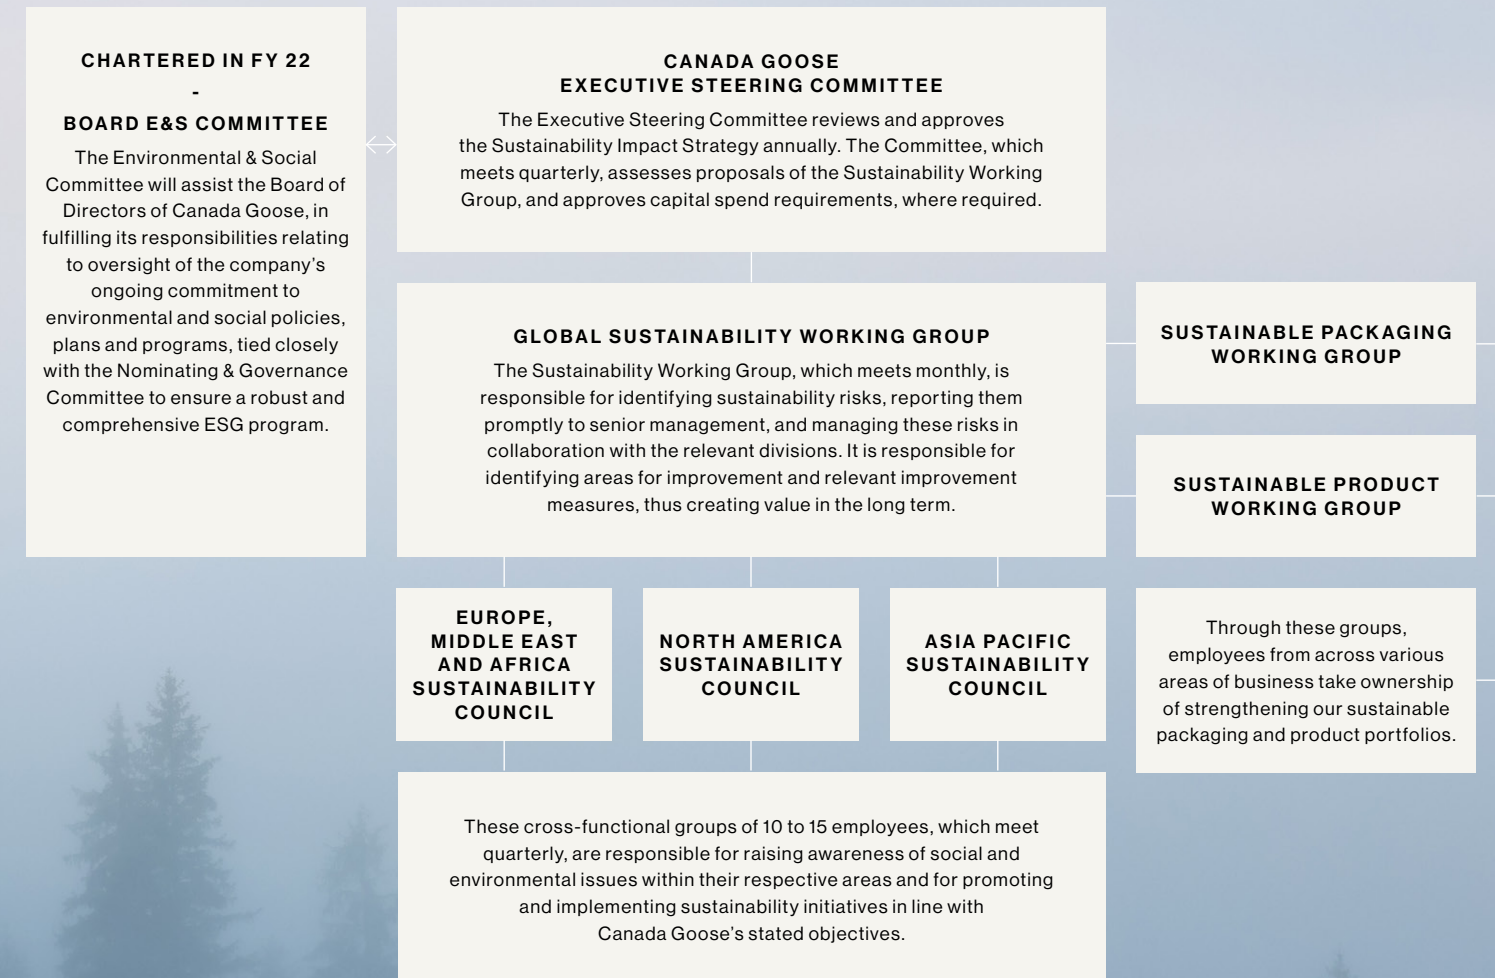 CHARTERED IN FY 22
-
BOARD E&S COMMITTEE
The Environmental & Social
Committee will assist the Board of
Directors of Canada Goose, in
fulfilling its responsibilities relating
to oversight of the company's
ongoing commitment to
environmental and social policies,
plans and programs, tied closely
with the Nominating & Governance
Committee to ensure a robust and
comprehensive ESG program.
CANADA GOOSE
EXECUTIVE STEERING COMMITTEE
The Executive Steering Committee reviews and approves
the Sustainability Impact Strategy annually. The Committee, which
meets quarterly, assesses proposals of the Sustainability Working
Group, and approves capital spend requirements, where required.
GLOBAL SUSTAINABILITY WORKING GROUP
The Sustainability Working Group, which meets monthly, is
responsible for identifying sustainability risks, reporting them
promptly to senior management, and managing these risks in
collaboration with the relevant divisions. It is responsible for
identifying areas for improvement and relevant improvement
measures, thus creating value in the long term.
SUSTAINABLE PACKAGING
WORKING GROUP
SUSTAINABLE PRODUCT
WORKING GROUP
Through these groups,
employees from across various
areas of business take ownership
of strengthening our sustainable
packaging and product portfolios.
EUROPE,
MIDDLE EAST
AND AFRICA
SUSTAINABILITY
COUNCIL
NORTH AMERICA
SUSTAINABILITY
COUNCIL
ASIA PACIFIC
SUSTAINABILITY
COUNCIL
These cross-functional groups of 10 to 15 employees, which meet
quarterly, are responsible for raising awareness of social and
environmental issues within their respective areas and for promoting
and implementing sustainability initiatives in line with
Canada Goose's stated objectives.